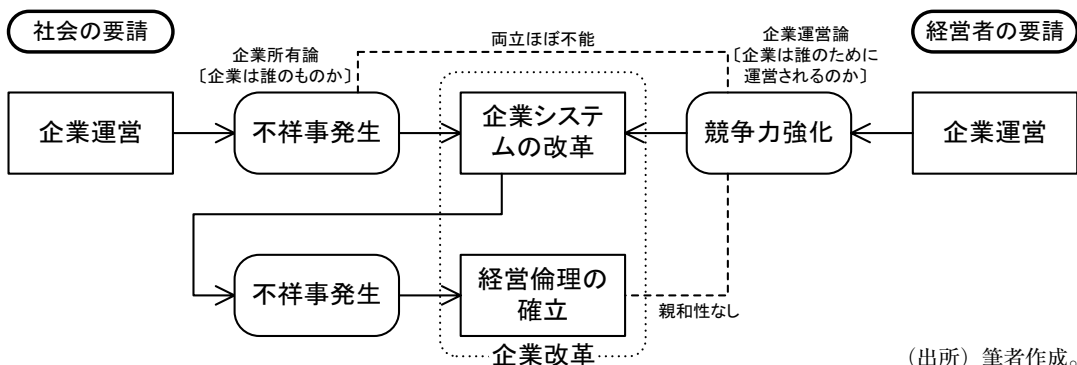 社会の要請
経営者の要請
両立ほぼ不能
企業所有論
〔企業は誰のものか〕
企業運営論
〔企業は誰のために
運営されるのか〕
企業運営
不祥事発生
企業システ
ムの改革
競争力強化
企業運営
不祥事発生
経営倫理の
確立
親和性なし
企業改革
（出所）筆者作成。